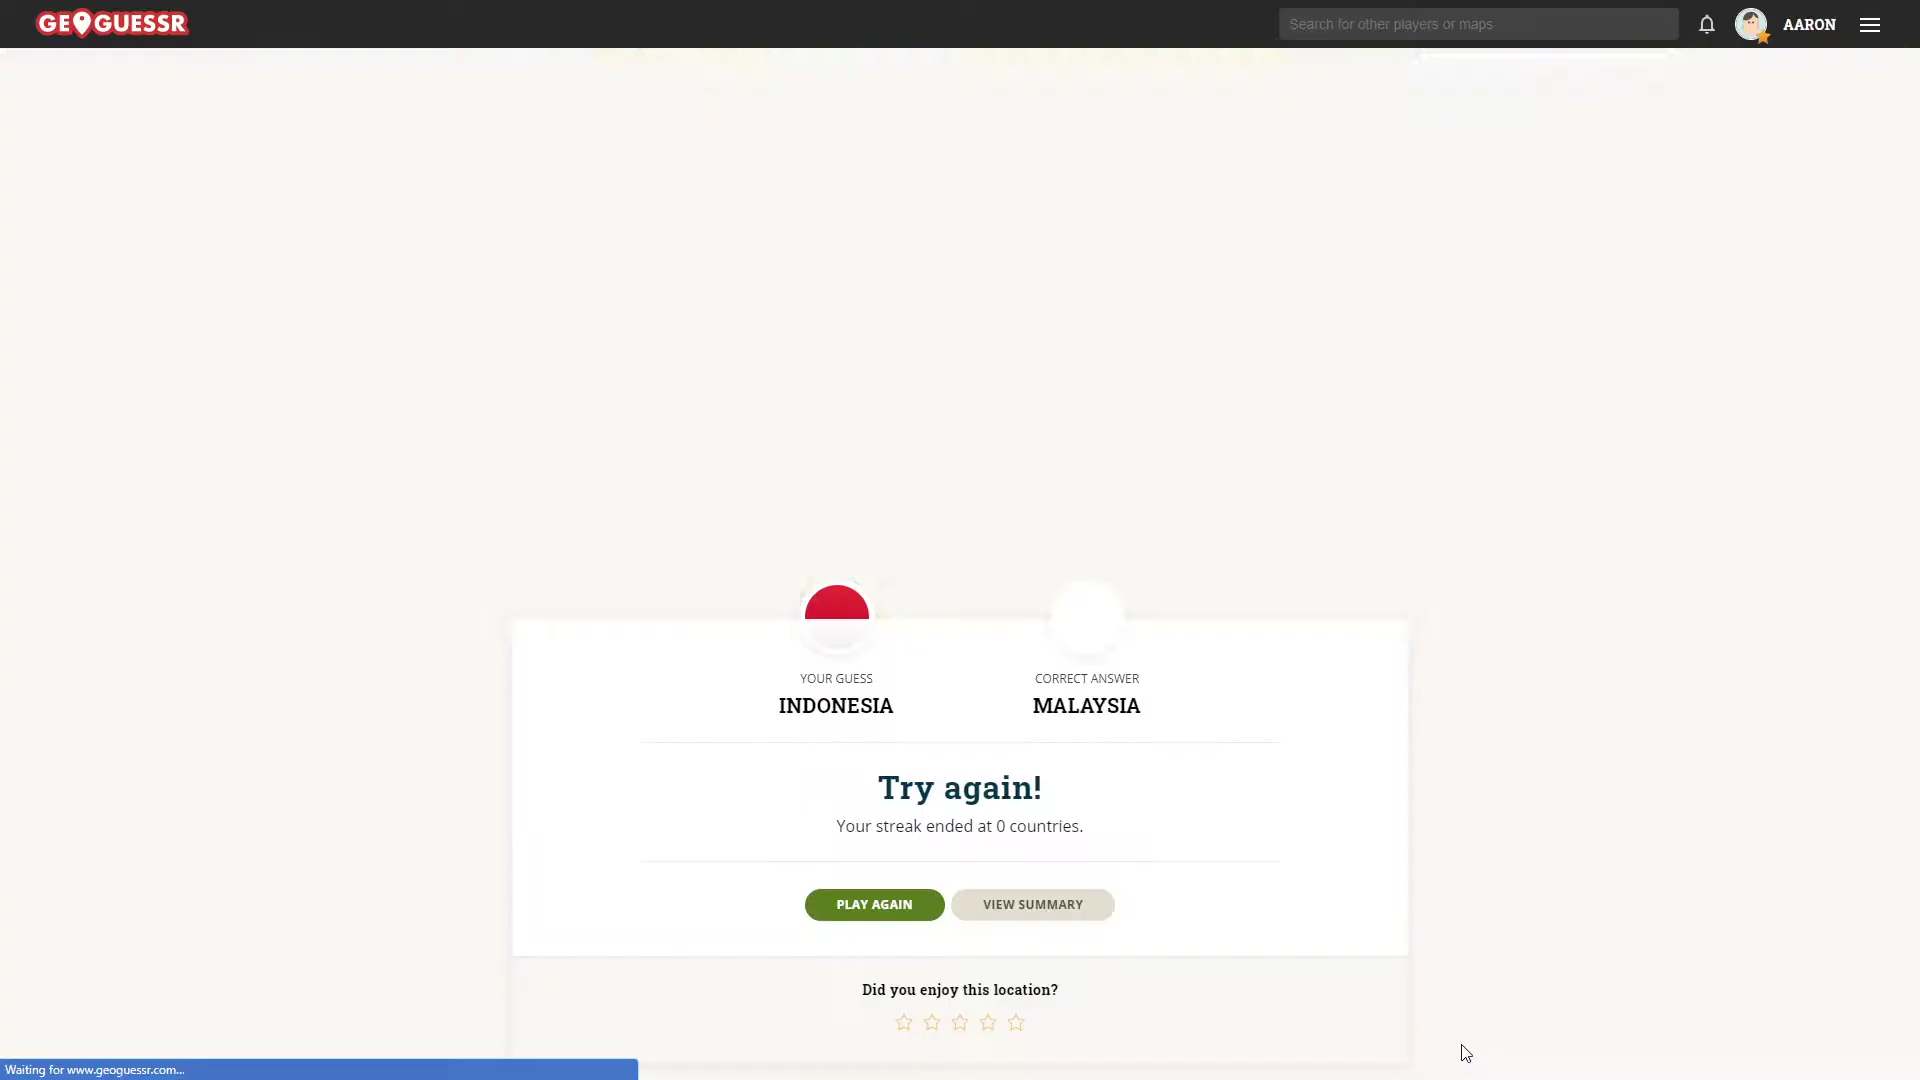 GEOGUESSR
Search for other players or maps
AARON
YOUR GUESS
INDONESIA
CORRECT ANSWER
MALAYSIA
Try again!
Your streak ended at 0 countries.
PLAY AGAIN
VIEW SUMMARY
Did you enjoy this location?
Waiting for www.geoguessr.com...